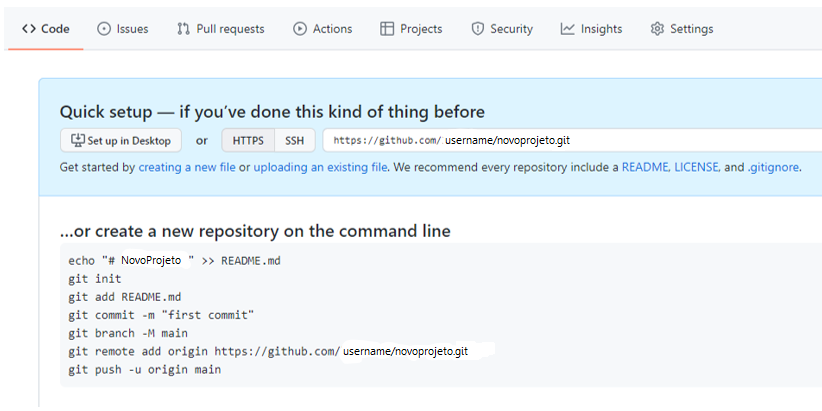 <> Code Issues Pull requests Actions Projects Security Insights Settings
Quick setup — if you’ve done this kind of thing before
Set up in Desktop or HTTPS SSH https://github.com/ username/novoprojeto.git
Get started by creating a new file or uploading an existing file. We recommend every repository include a README, LICENSE, and .gitignore.
...or create a new repository on the command line
echo "# NovoProjeto " >> README.md
git init
git add README.md
git commit -m "first commit"
git branch -M main
git remote add origin https://github.com/ username/novoprojeto.git
git push -u origin main